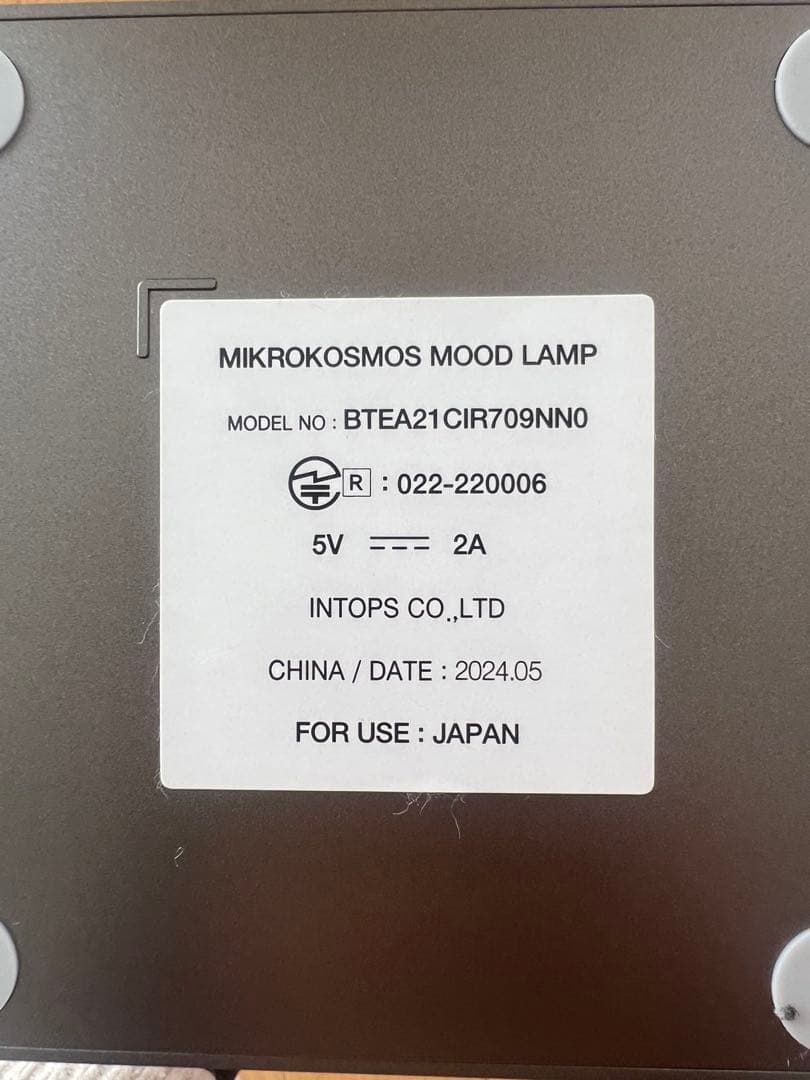 MIKROKOSMOS MOOD LAMP
MODEL NO : BTEA21CIR709NN0
R : 022-220006
5V 2A
INTOPS CO.,LTD
CHINA / DATE : 2024.05
FOR USE : JAPAN